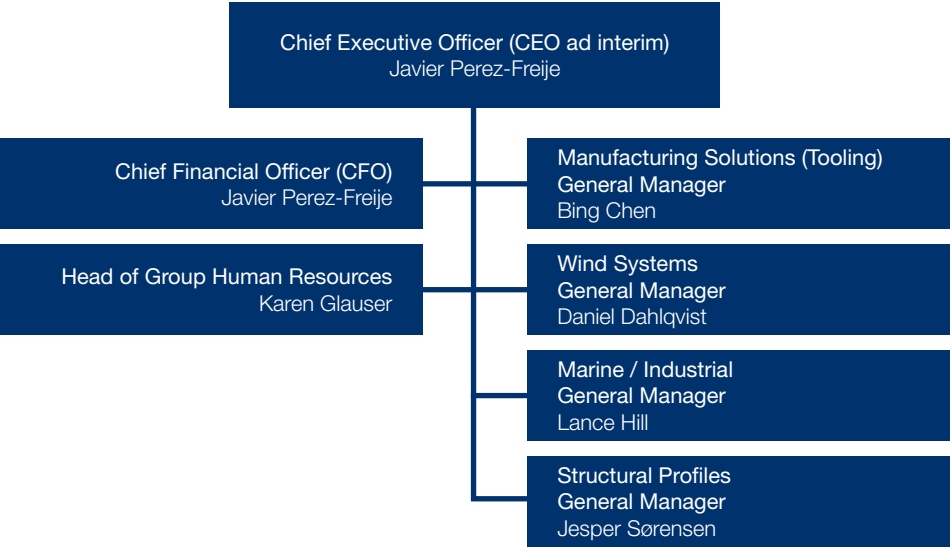 Chief Executive Officer (CEO ad interim)
Javier Perez-Freije
Chief Financial Officer (CFO)
Javier Perez-Freije
Head of Group Human Resources
Karen Glauser
Manufacturing Solutions (Tooling)
General Manager
Bing Chen
Wind Systems
General Manager
Daniel Dahlqvist
Marine / Industrial
General Manager
Lance Hill
Structural Profiles
General Manager
Jesper Sørensen